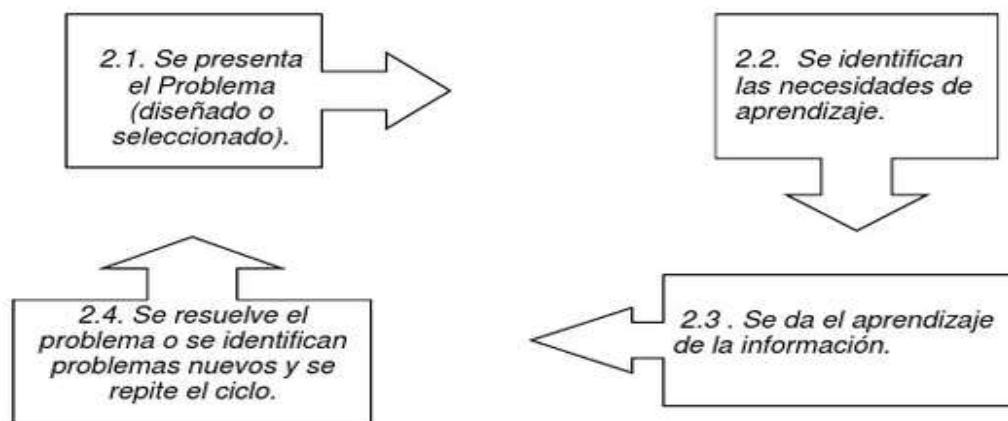 2.1. Se presenta
el Problema
(diseñado o
seleccionado).
2.2. Se identifican
las necesidades de
aprendizaje.
2.3 . Se da el aprendizaje
de la información.
2.4. Se resuelve el
problema o se identifican
problemas nuevos y se
repite el ciclo.